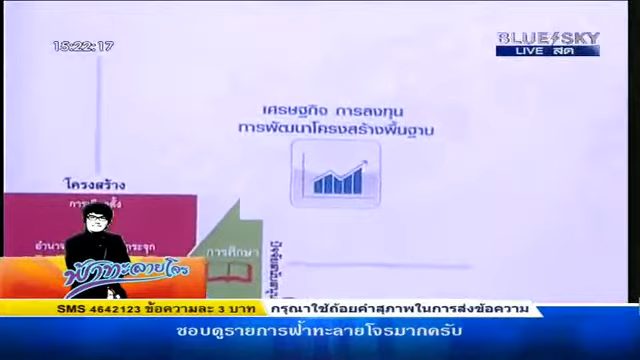 15:22:17
BLUE SKY
LIVE สด
เศรษฐกิจ การลงทุน
การพัฒนาโครงสร้างพื้นฐาน
โครงสร้าง
การศึกษา
ฟ้าทะลายโจร
SMS 4642123 ข้อความละ 3 บาท
กรุณาใช้ถ้อยคำสุภาพในการส่งข้อความ
ชอบดูรายการฟ้าทะลายโจรมากครับ